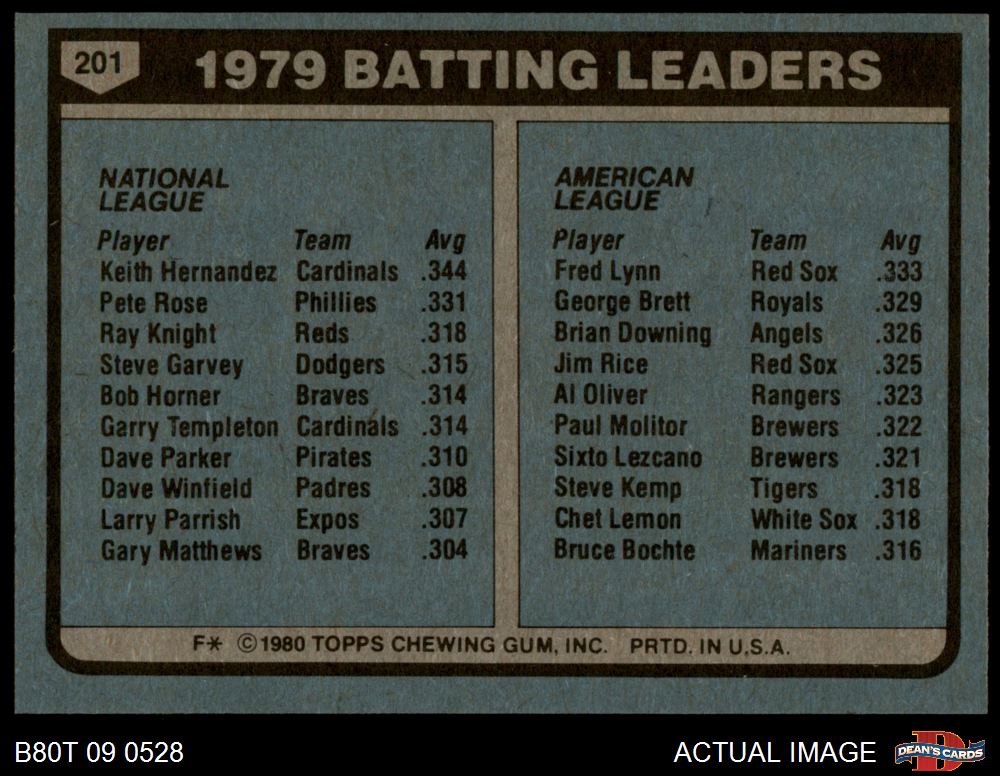 201
1979 BATTING LEADERS
NATIONAL
LEAGUE
Player Team Avg
Keith Hernandez Cardinals .344
Pete Rose Phillies .331
Ray Knight Reds .318
Steve Garvey Dodgers .315
Bob Horner Braves .314
Garry Templeton Cardinals .314
Dave Parker Pirates .310
Dave Winfield Padres .308
Larry Parrish Expos .307
Gary Matthews Braves .304
AMERICAN
LEAGUE
Player Team Avg
Fred Lynn Red Sox .333
George Brett Royals .329
Brian Downing Angels .326
Jim Rice Red Sox .325
Al Oliver Rangers .323
Paul Molitor Brewers .322
Sixto Lezcano Brewers .321
Steve Kemp Tigers .318
Chet Lemon White Sox .318
Bruce Bochte Mariners .316
F* ©1980 TOPPS CHEWING GUM, INC. PRTD. IN U.S.A.
B80T 09 0528
ACTUAL IMAGE
D
DEAN'S CARDS